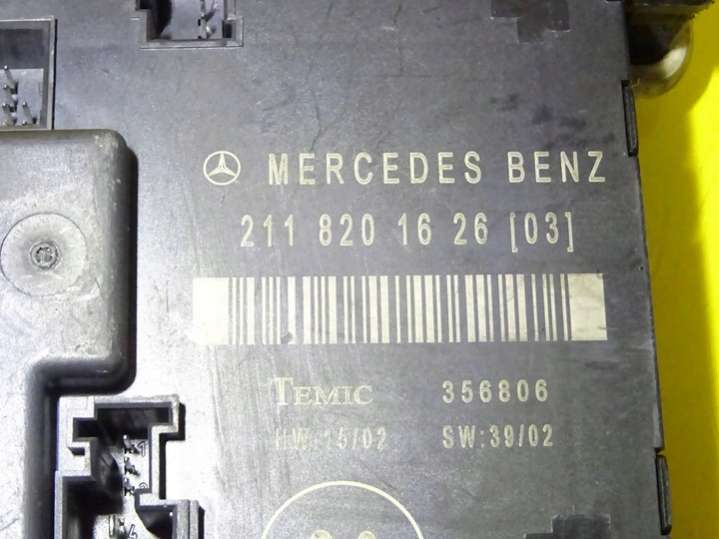 MERCEDES BENZ
211 820 16 26 [03]
TEMIC 356806
HW:15/02 SW:39/02